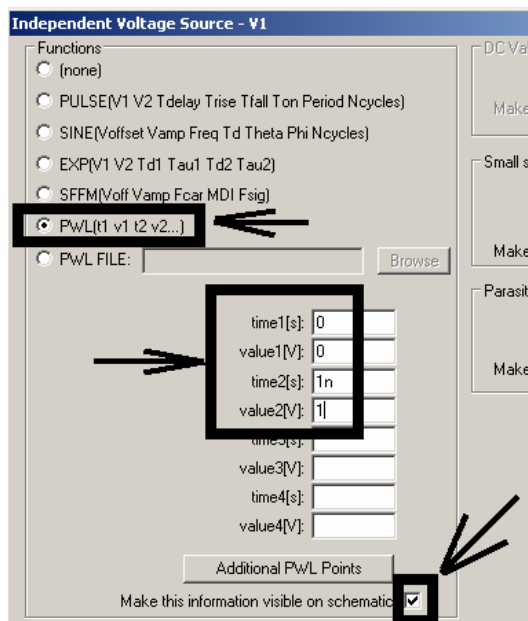 Independent Voltage Source - V1
Functions
(none)
PULSE(V1 V2 Tdelay Trise Tfall Ton Period Ncycles)
SINE(Voffset Vamp Freq Td Theta Phi Ncycles)
EXP(V1 V2 Td1 Tau1 Td2 Tau2)
SFFM(Voff Vamp Fcar MDI Fsig)
PWL(t1 v1 t2 v2...)
PWL FILE:
Browse
time1[s]: 0
value1[V]: 0
time2[s]: 1n
value2[V]: 1
time3[s]:
value3[V]:
time4[s]:
value4[V]:
Additional PWL Points
Make this information visible on schematic
DC Va
Make
Small s
Make
Parasit
Make